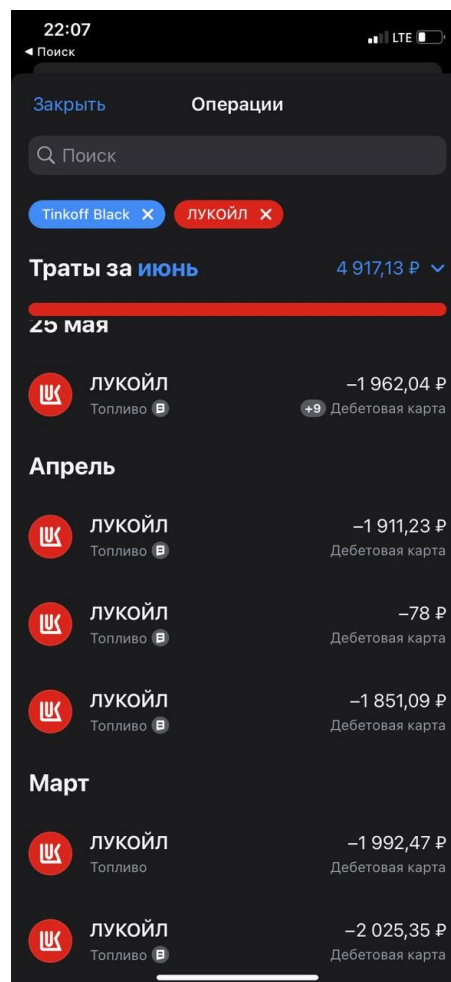 22:07
LTE
◀ Поиск
Закрыть Операции
Поиск
Tinkoff Black ✕ ЛУКОЙЛ ✕
Траты за июнь 4 917,13 ₽
25 мая
ЛУКОЙЛ −1 962,04 ₽
Топливо В +9 Дебетовая карта
Апрель
ЛУКОЙЛ −1 911,23 ₽
Топливо В Дебетовая карта
ЛУКОЙЛ −78 ₽
Топливо В Дебетовая карта
ЛУКОЙЛ −1 851,09 ₽
Топливо В Дебетовая карта
Март
ЛУКОЙЛ −1 992,47 ₽
Топливо Дебетовая карта
ЛУКОЙЛ −2 025,35 ₽
Топливо В Дебетовая карта